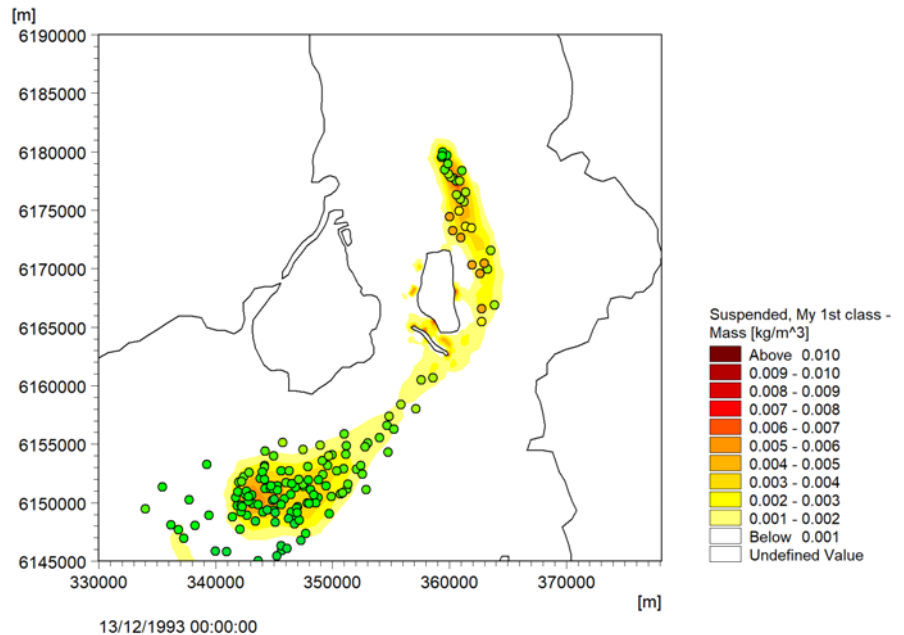 [m]
6190000
6185000
6180000
6175000
6170000
6165000
6160000
6155000
6150000
6145000
330000 340000 350000 360000 370000
[m]
13/12/1993 00:00:00
Suspended, My 1st class -
Mass [kg/m^3]
Above 0.010
0.009 - 0.010
0.008 - 0.009
0.007 - 0.008
0.006 - 0.007
0.005 - 0.006
0.004 - 0.005
0.003 - 0.004
0.002 - 0.003
0.001 - 0.002
Below 0.001
Undefined Value